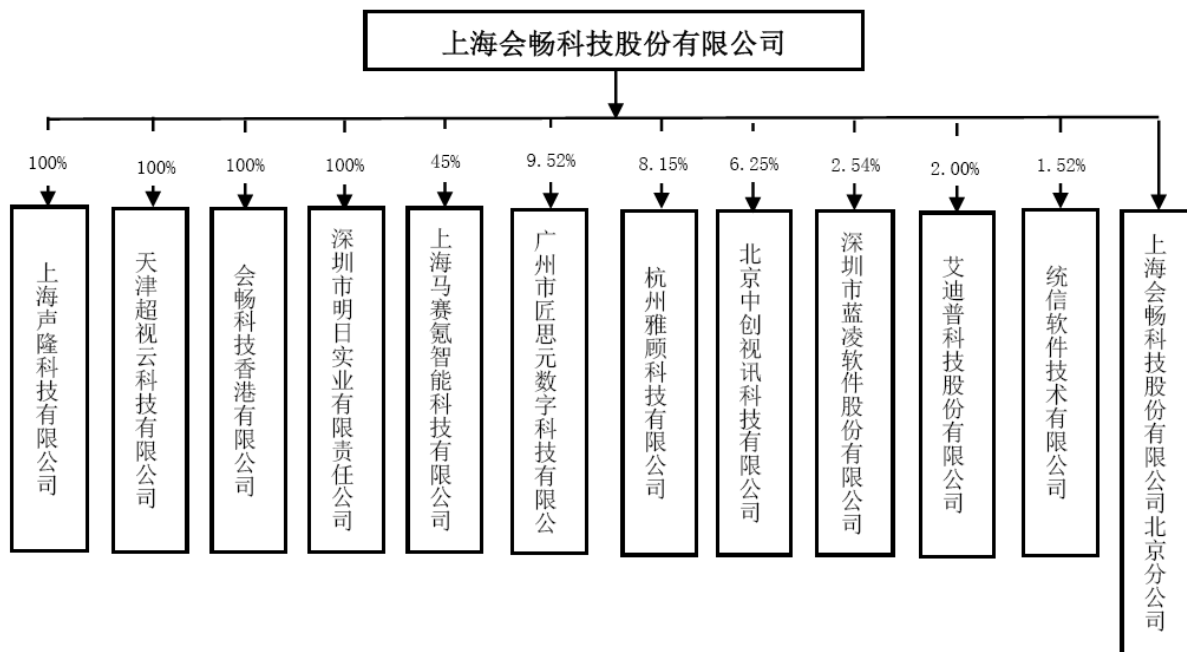 上海会畅科技股份有限公司
100%
100%
100%
100%
45%
9.52%
8.15%
6.25%
2.54%
2.00%
1.52%
上海声隆科技有限公司
天津超视云科技有限公司
会畅科技香港有限公司
深圳市明日实业有限责任公司
上海马赛氪智能科技有限公司
广州市匠思元数字科技有限公
杭州雅顾科技有限公司
北京中创视讯科技有限公司
深圳市蓝凌软件股份有限公司
艾迪普科技股份有限公司
统信软件技术有限公司
上海会畅科技股份有限公司北京分公司